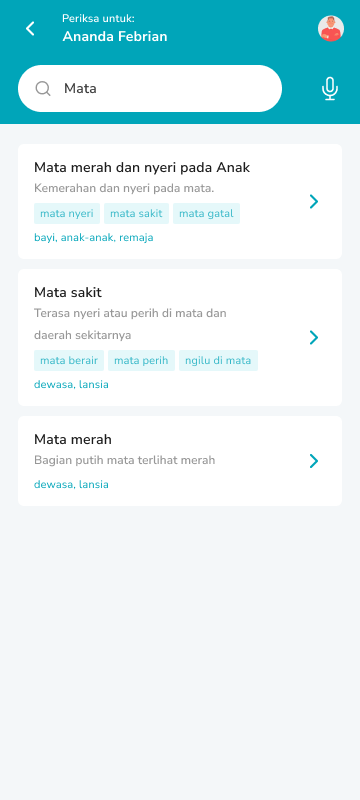 Periksa untuk:
Ananda Febrian
Mata
Mata merah dan nyeri pada Anak
Kemerahan dan nyeri pada mata.
mata nyeri mata sakit mata gatal
bayi, anak-anak, remaja
Mata sakit
Terasa nyeri atau perih di mata dan
daerah sekitarnya
mata berair mata perih ngilu di mata
dewasa, lansia
Mata merah
Bagian putih mata terlihat merah
dewasa, lansia